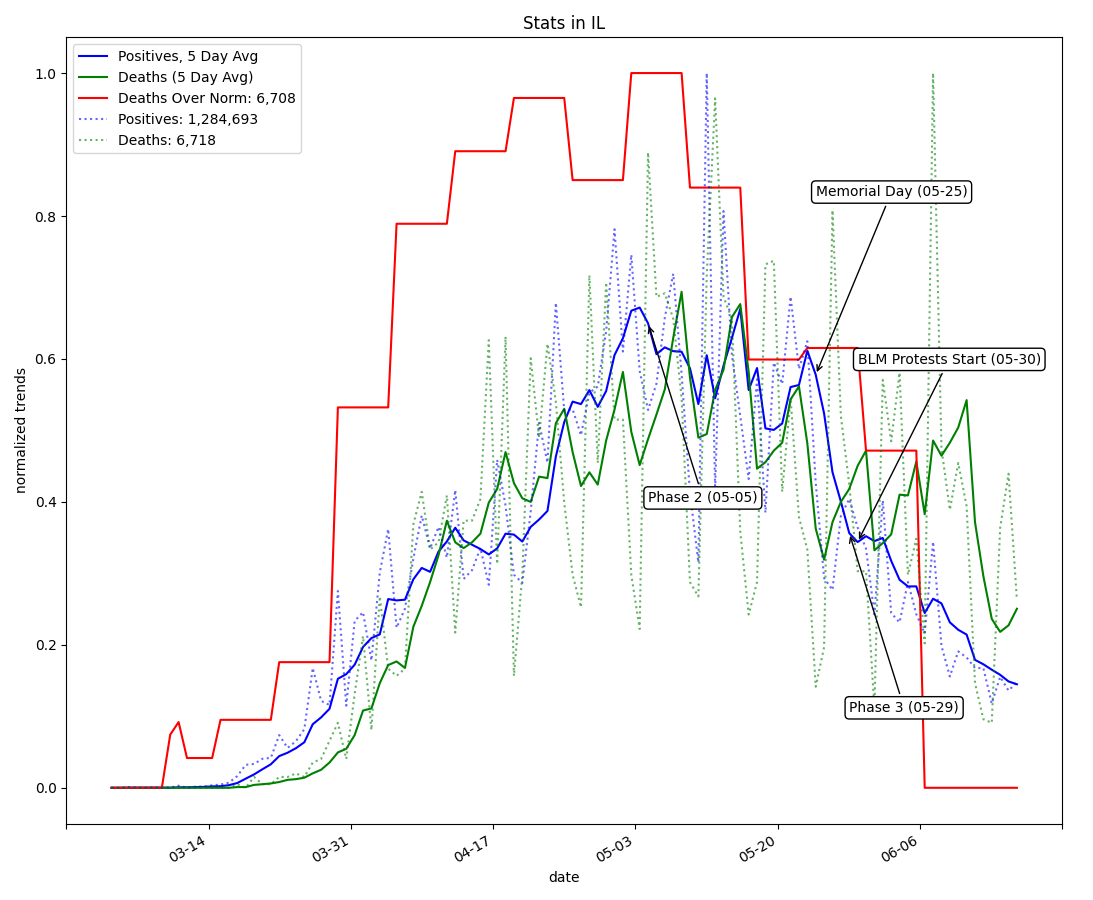 Stats in IL
Positives, 5 Day Avg
Deaths (5 Day Avg)
Deaths Over Norm: 6,708
Positives: 1,284,693
Deaths: 6,718
1.0
0.8
0.6
0.4
0.2
0.0
normalized trends
Memorial Day (05-25)
BLM Protests Start (05-30)
Phase 2 (05-05)
Phase 3 (05-29)
03-14
03-31
04-17
05-03
05-20
06-06
date